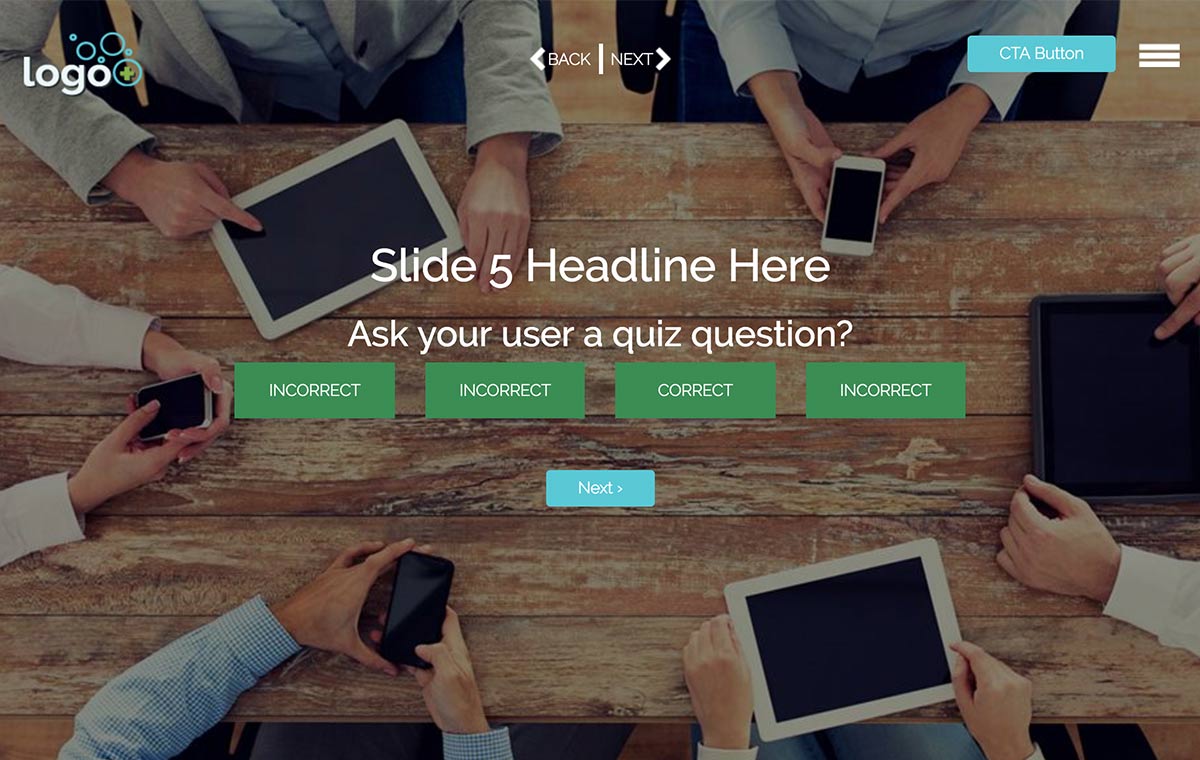 logo
BACK | NEXT
CTA Button
Slide 5 Headline Here
Ask your user a quiz question?
INCORRECT
INCORRECT
CORRECT
INCORRECT
Next ›